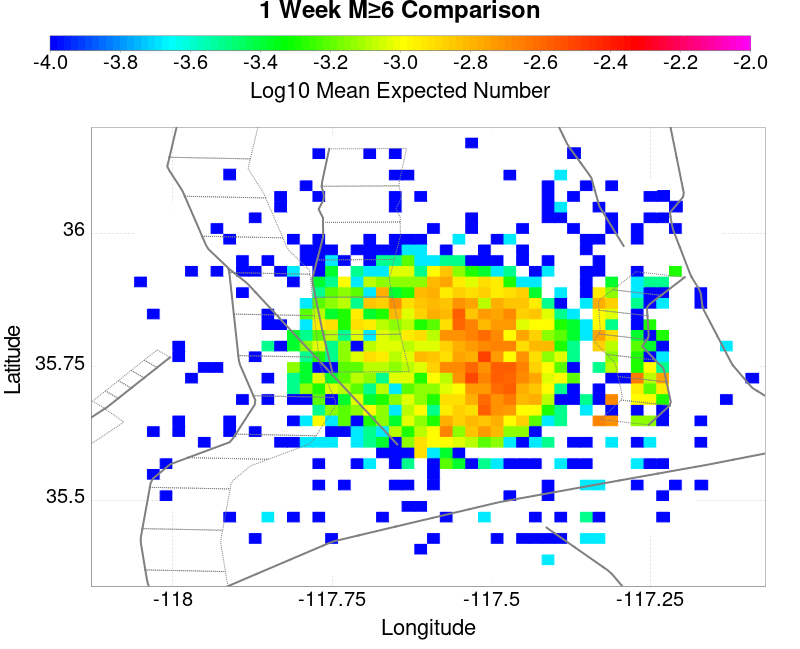 1 Week M≥6 Comparison
-4.0 -3.8 -3.6 -3.4 -3.2 -3.0 -2.8 -2.6 -2.4 -2.2 -2.0
Log10 Mean Expected Number
36
35.75
35.5
Latitude
-118 -117.75 -117.5 -117.25
Longitude